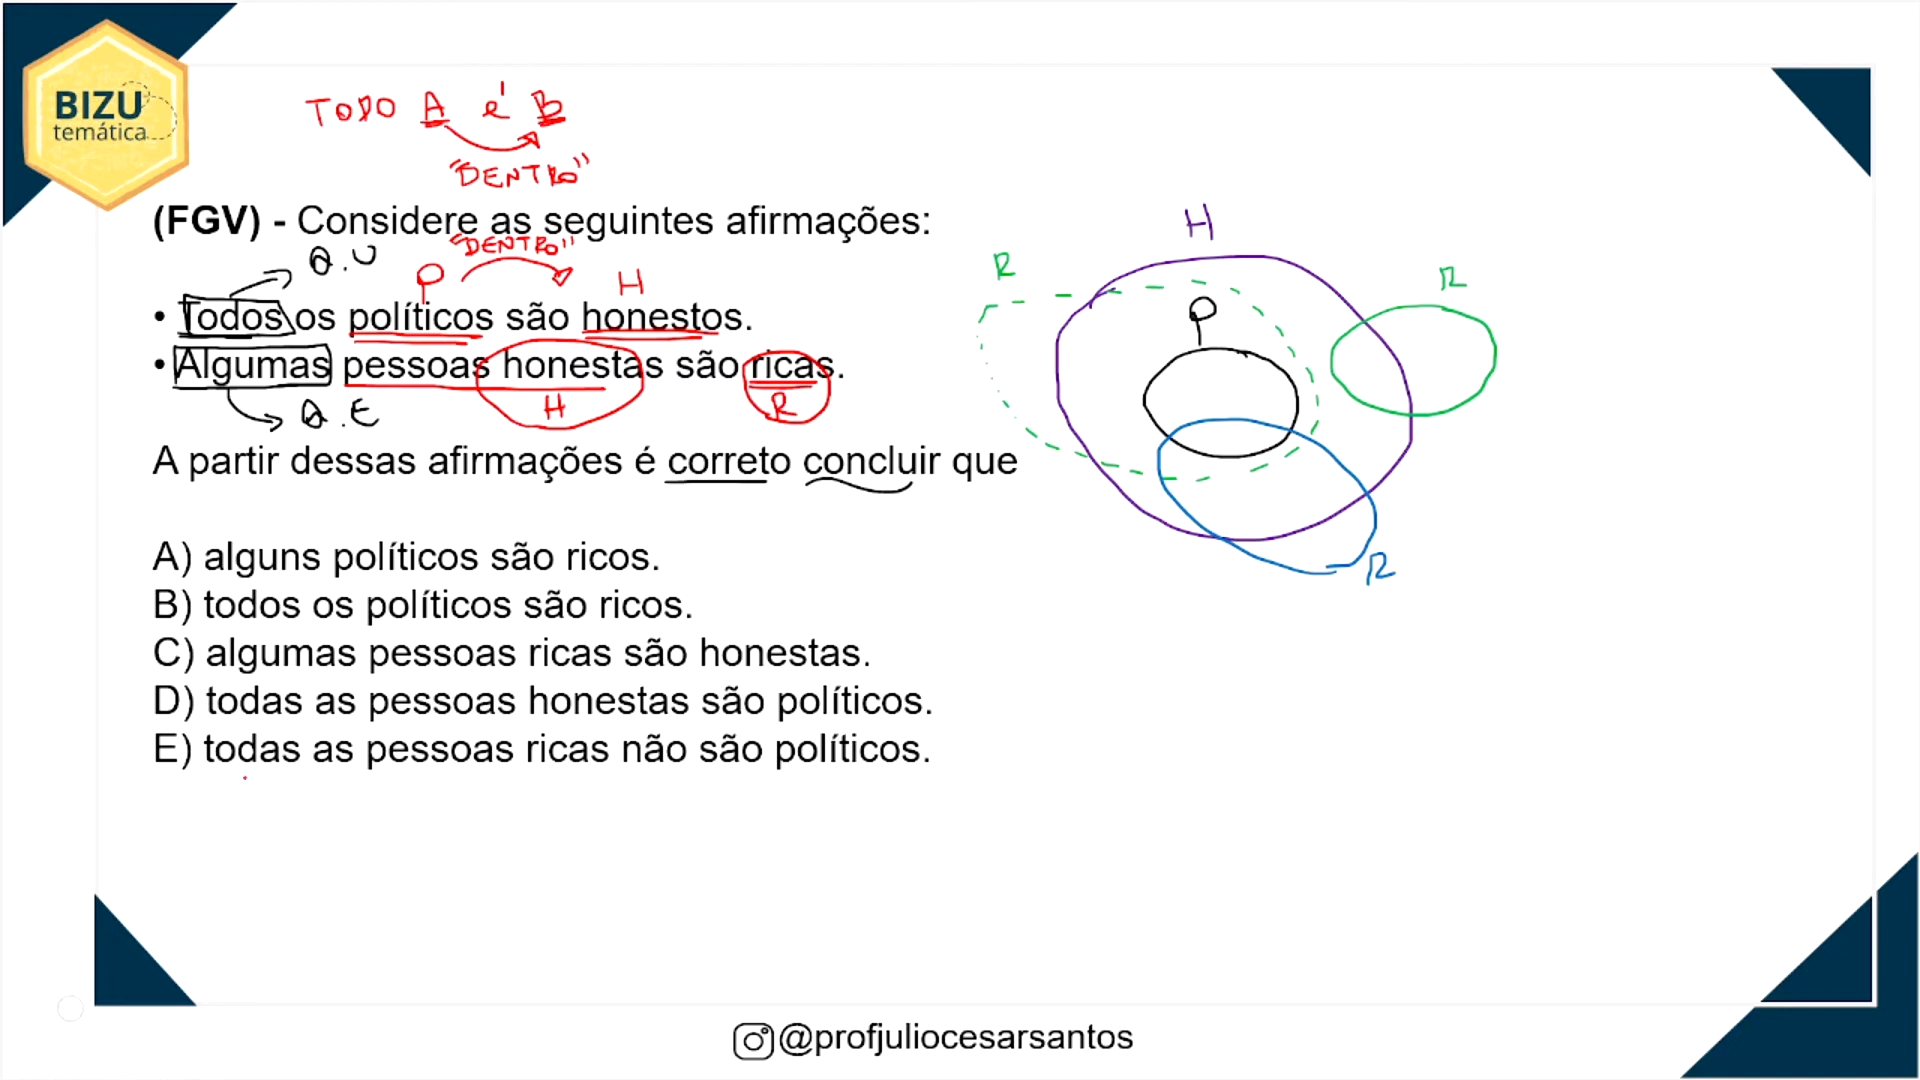 BIZU
temática
TODO A é B
"DENTRO"
(FGV) - Considere as seguintes afirmações:
Q.U
P "DENTRO" H
• Todos os políticos são honestos.
• Algumas pessoas honestas são ricas.
Q.E H R
A partir dessas afirmações é correto concluir que
A) alguns políticos são ricos.
B) todos os políticos são ricos.
C) algumas pessoas ricas são honestas.
D) todas as pessoas honestas são políticos.
E) todas as pessoas ricas não são políticos.
H
R
R
P
R
@profjuliocesarsantos